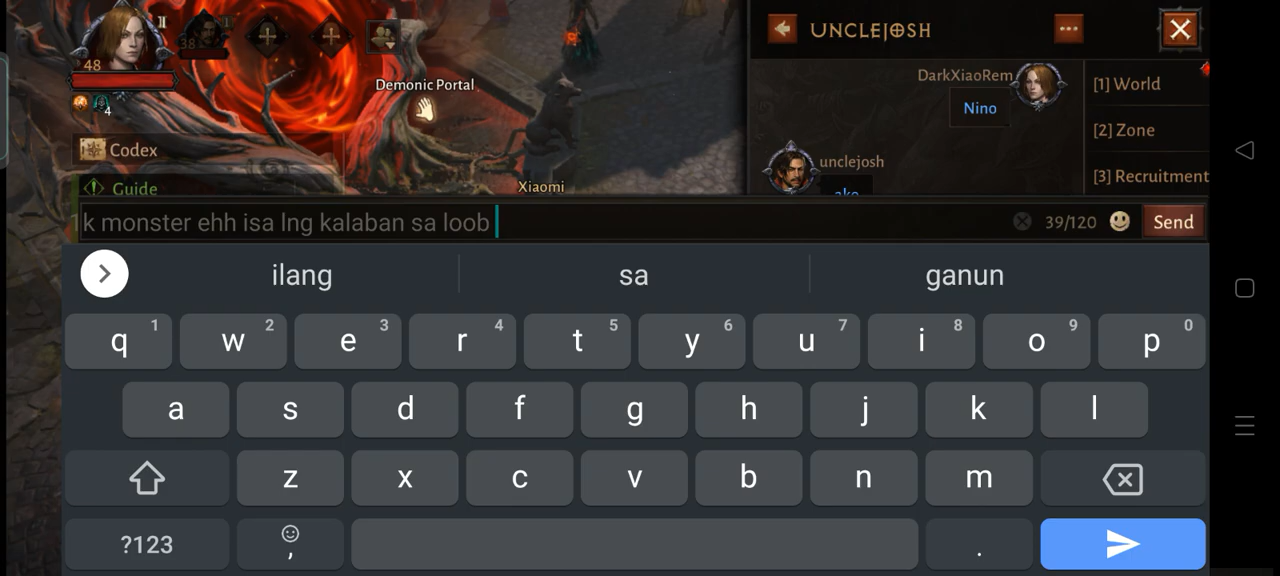 48
38
4
Demonic Portal
Codex
Guide
Xiaomi
UNCLEJOSH
DarkXiaoRem
Nino
unclejosh
ako
[1] World
[2] Zone
[3] Recruitment
k monster ehh isa lng kalaban sa loob
39/120
Send
ilang sa ganun
q 1 w 2 e 3 r 4 t 5 y 6 u 7 i 8 o 9 p 0
a s d f g h j k l
z x c v b n m
?123 , .